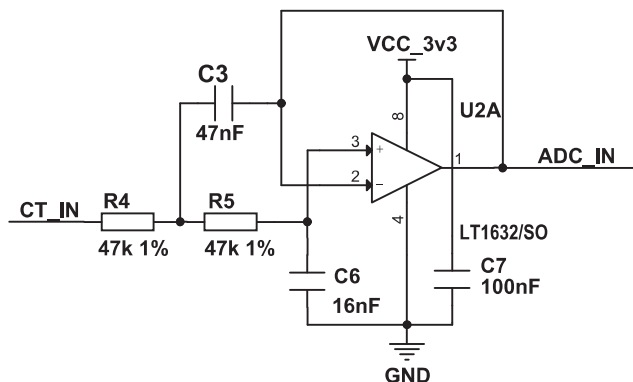 VCC_3v3
C3
47nF
8
U2A
3
+
2
−
1
ADC_IN
CT_IN
R4
R5
4
47k 1%
47k 1%
LT1632/SO
C6
16nF
C7
100nF
GND